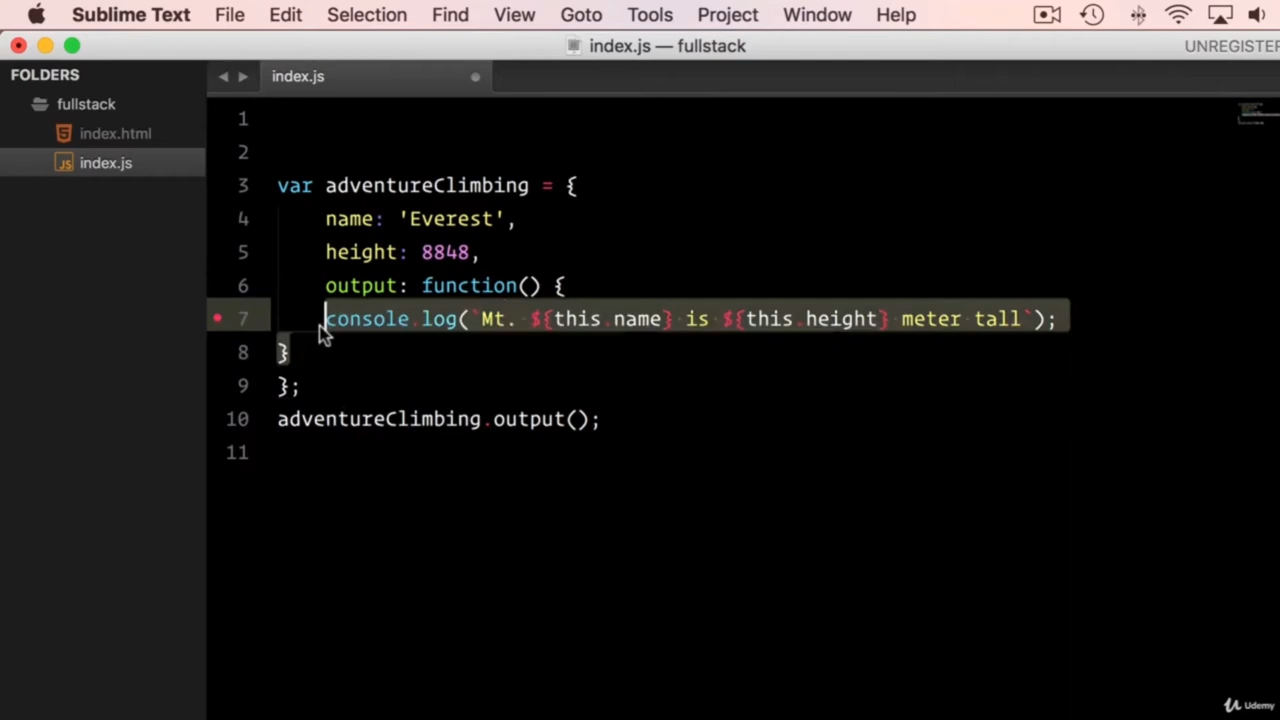 Sublime Text File Edit Selection Find View Goto Tools Project Window Help
index.js — fullstack
UNREGISTER
FOLDERS
fullstack
index.html
JS index.js
index.js
1
2
3 var adventureClimbing = {
4 name: 'Everest',
5 height: 8848,
6 output: function() {
7 console.log(`Mt. ${this.name} is ${this.height} meter tall`);
8 }
9 };
10 adventureClimbing.output();
11
Udemy